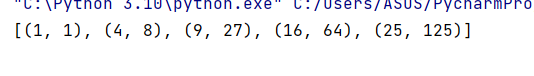 "C:\Python 3.10\python.exe" C:/Users/ASUS/PycharmPro
[(1, 1), (4, 8), (9, 27), (16, 64), (25, 125)]